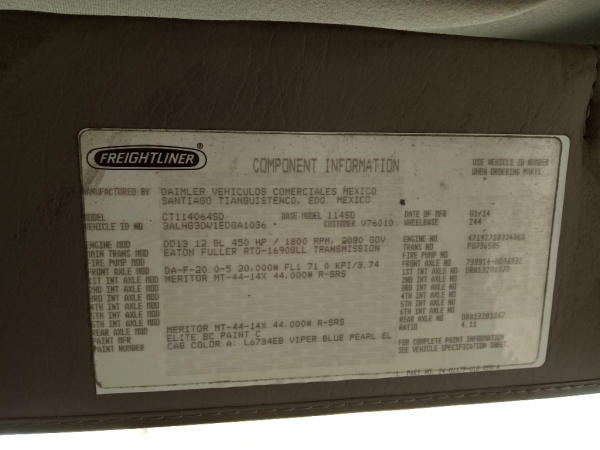 FREIGHTLINER
COMPONENT INFORMATION
USE VEHICLE ID NO.
WHEN ORDERING PARTS.
MANUFACTURED BY DAIMLER VEHICULOS COMERCIALES MEXICO
SANTIAGO TIANGUISTENCO, EDO. MEXICO
MODEL CT114064SD BASE MODEL 114SD DATE OF MFR 01/14
VEHICLE ID NO 3ALHG3DV1EDGA1036 CUSTOMER V76010 WHEELBASE 244
ENGINE MOD DD13 12.8L 450 HP / 1800 RPM, 2080 GOV ENGINE NO
MAIN TRANS MOD EATON FULLER RTO-16908LL TRANSMISSION TRANS NO
FIRE PUMP MOD FIRE PUMP NO
FRONT AXLE MOD DA-F-20.0-5 20,000# FL1 71.0 KPI/3.74 FRONT AXLE NO
1ST INT AXLE MOD MERITOR MT-44-14X 44,000# R-SRS 1ST INT AXLE NO
2ND INT AXLE MOD 2ND INT AXLE NO
3RD INT AXLE MOD 3RD INT AXLE NO
4TH INT AXLE MOD 4TH INT AXLE NO
5TH INT AXLE MOD 5TH INT AXLE NO
6TH INT AXLE MOD 6TH INT AXLE NO
REAR AXLE MOD MERITOR MT-44-14X 44,000# R-SRS REAR AXLE NO
RATIO 4.11
PAINT MFR ELITE BC PAINT C
PAINT NUMBER CAB COLOR A: L6734EB VIPER BLUE PEARL EL
FOR COMPLETE PAINT INFORMATION
SEE VEHICLE SPECIFICATION SHEET.
PART NO.